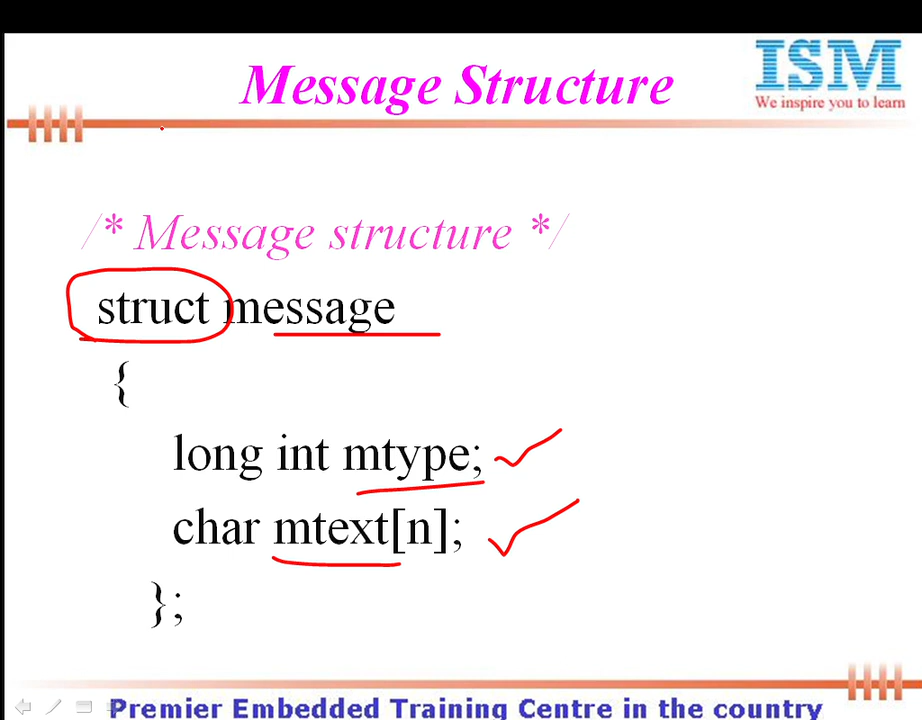 Message Structure
ISM
We inspire you to learn
/* Message structure */
struct message
{
long int mtype;
char mtext[n];
};
Premier Embedded Training Centre in the country